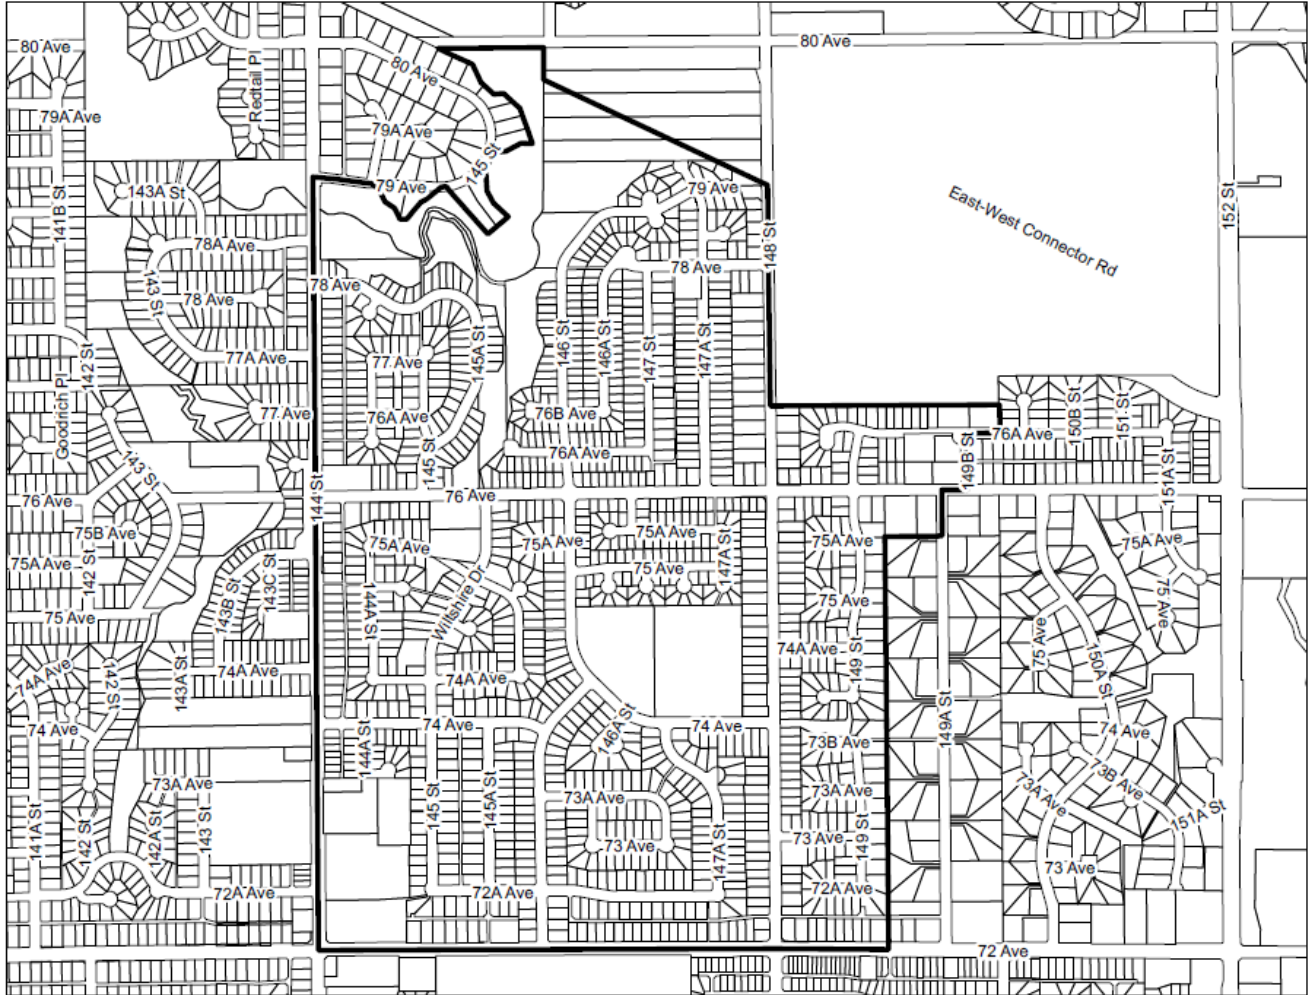 80 Ave
80 Ave
Redtail Pl
80 Ave
79A Ave
79A Ave
145 St
79 Ave
79 Ave
143A St
141B St
152 St
East-West Connector Rd
78A Ave
148 St
78 Ave
78 Ave
143 St
78 Ave
77A Ave
142 St
Goodrich Pl
77 Ave
145A St
146 St
146A St
147 St
147A St
77 Ave
76A Ave
76B Ave
145 St
76A Ave
149B St
76A Ave
150B St
151 St
151A St
143 St
76 Ave
144 St
76 Ave
75B Ave
75A Ave
142 St
75 Ave
143B St
143C St
75A Ave
144A St
Wiltshire Dr
75A Ave
75A Ave
75 Ave
147A St
75A Ave
75 Ave
75A Ave
75 Ave
75 Ave
150A St
74A Ave
142 St
143A St
74A Ave
74A Ave
74A Ave
149 St
149A St
74 Ave
74 Ave
144A St
146A St
74 Ave
73B Ave
74 Ave
73B Ave
73A Ave
151A St
73A Ave
141A St
142 St
142A St
143 St
145 St
145A St
73A Ave
73 Ave
147A St
73A Ave
73 Ave
149 St
73 Ave
72A Ave
72A Ave
72A Ave
72 Ave